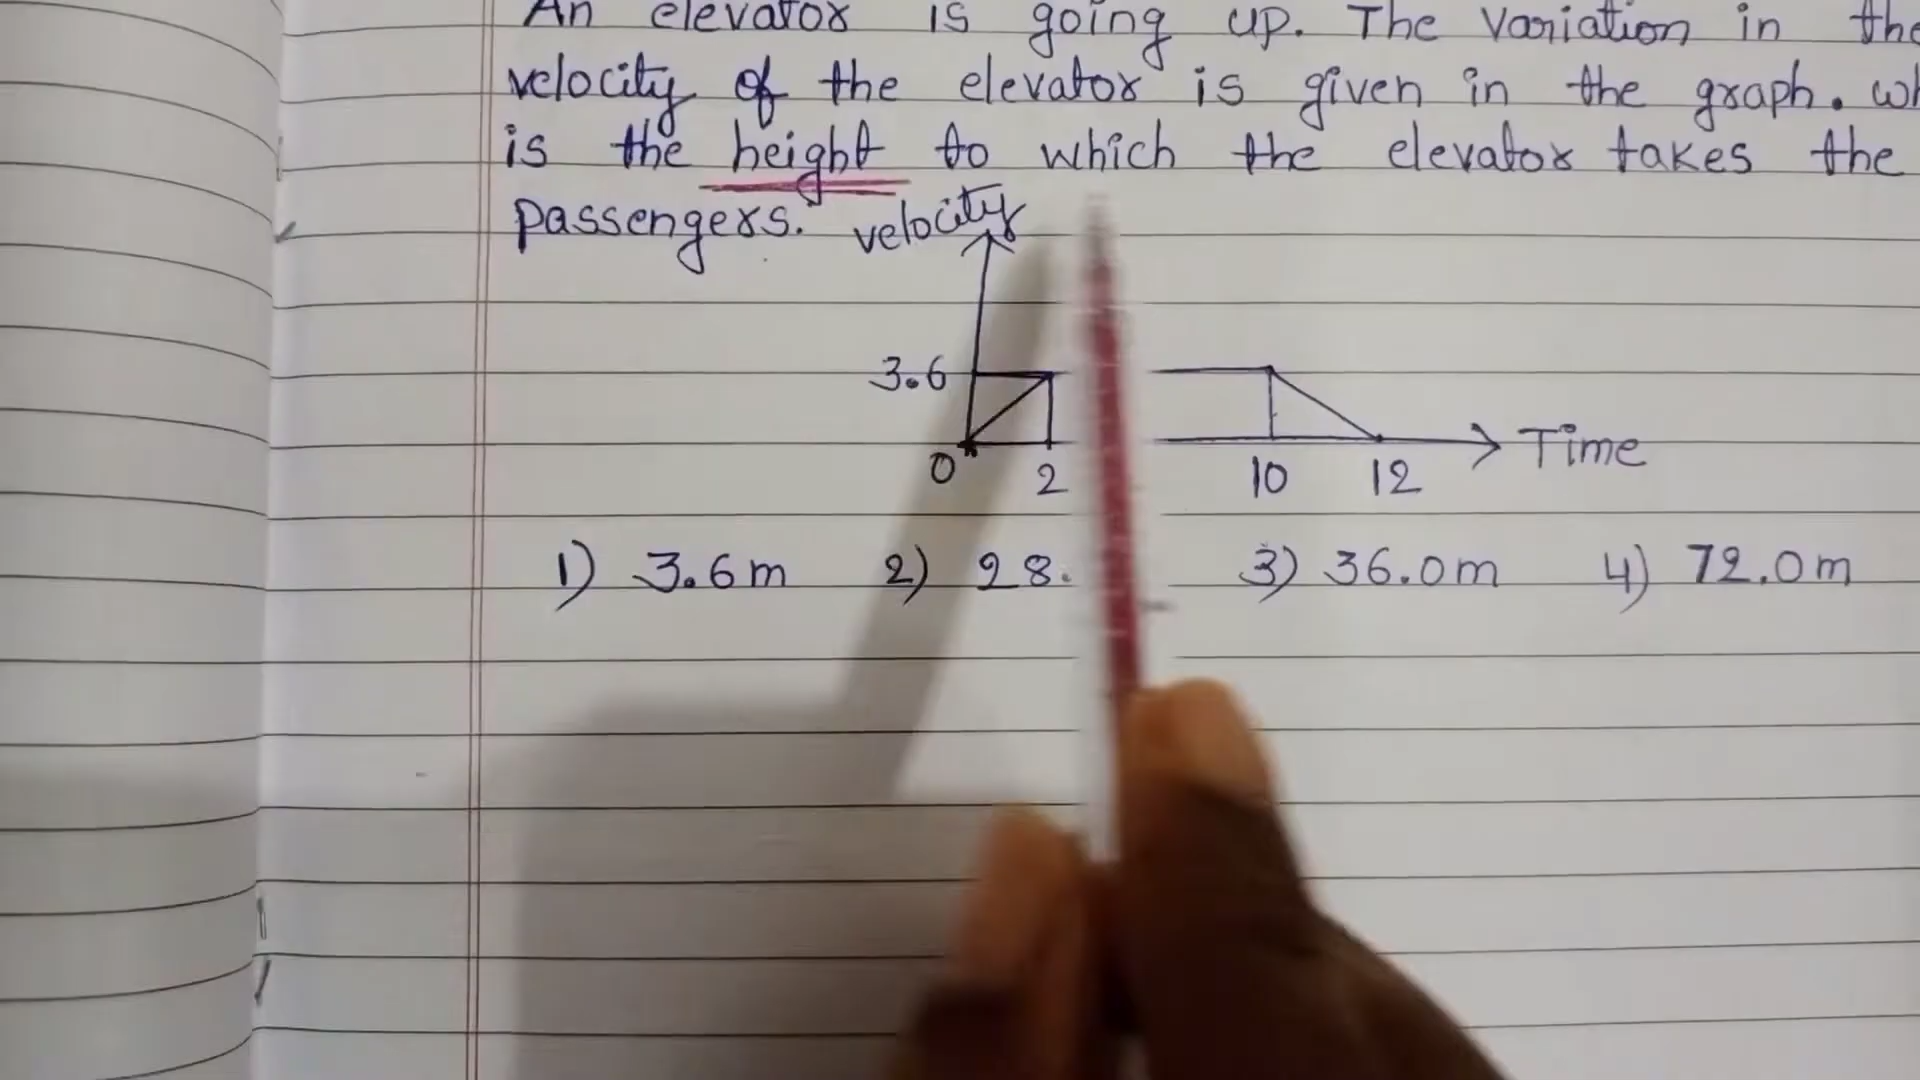 An elevator is going up. The variation in the
velocity of the elevator is given in the graph.
is the height to which the elevator takes the
passengers.
velocity
3.6
0
2
10
12
Time
1) 3.6m 2) 28. 3) 36.0m 4) 72.0m